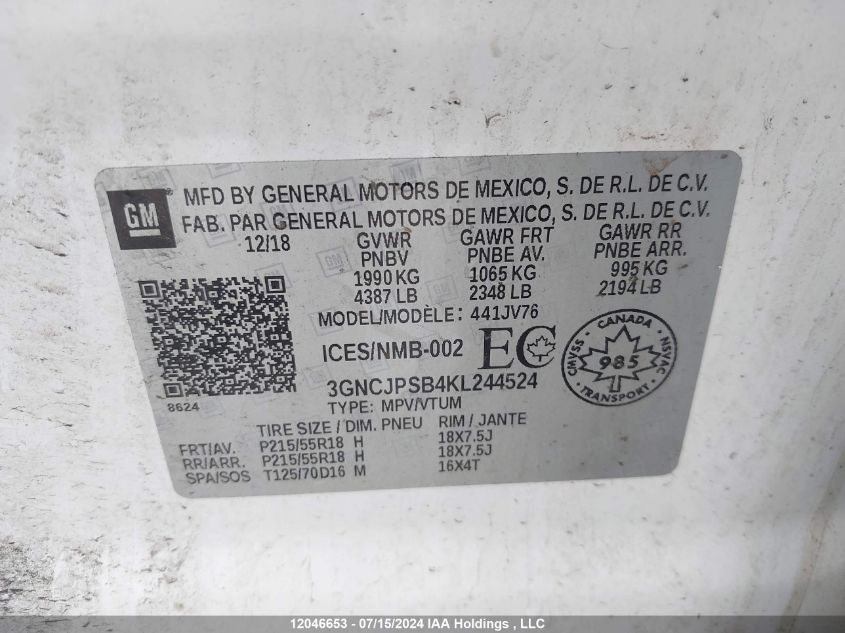 GM
MFD BY GENERAL MOTORS DE MEXICO, S. DE R.L. DE C.V.
FAB. PAR GENERAL MOTORS DE MEXICO, S. DE R.L. DE C.V.
12/18 GVWR GAWR FRT GAWR RR
PNBV PNBE AV. PNBE ARR.
1990 KG 1065 KG 995 KG
4387 LB 2348 LB 2194 LB
MODEL/MODÈLE: 441JV76
ICES/NMB-002 EC
CANADA
CMVSS 985 NSVAC
TRANSPORT
3GNCJPSB4KL244524
8624
TYPE: MPV/VTUM
TIRE SIZE / DIM. PNEU RIM / JANTE
FRT/AV. P215/55R18 H 18X7.5J
RR/ARR. P215/55R18 H 18X7.5J
SPA/SOS T125/70D16 M 16X4T
12046653 - 07/15/2024 IAA Holdings , LLC